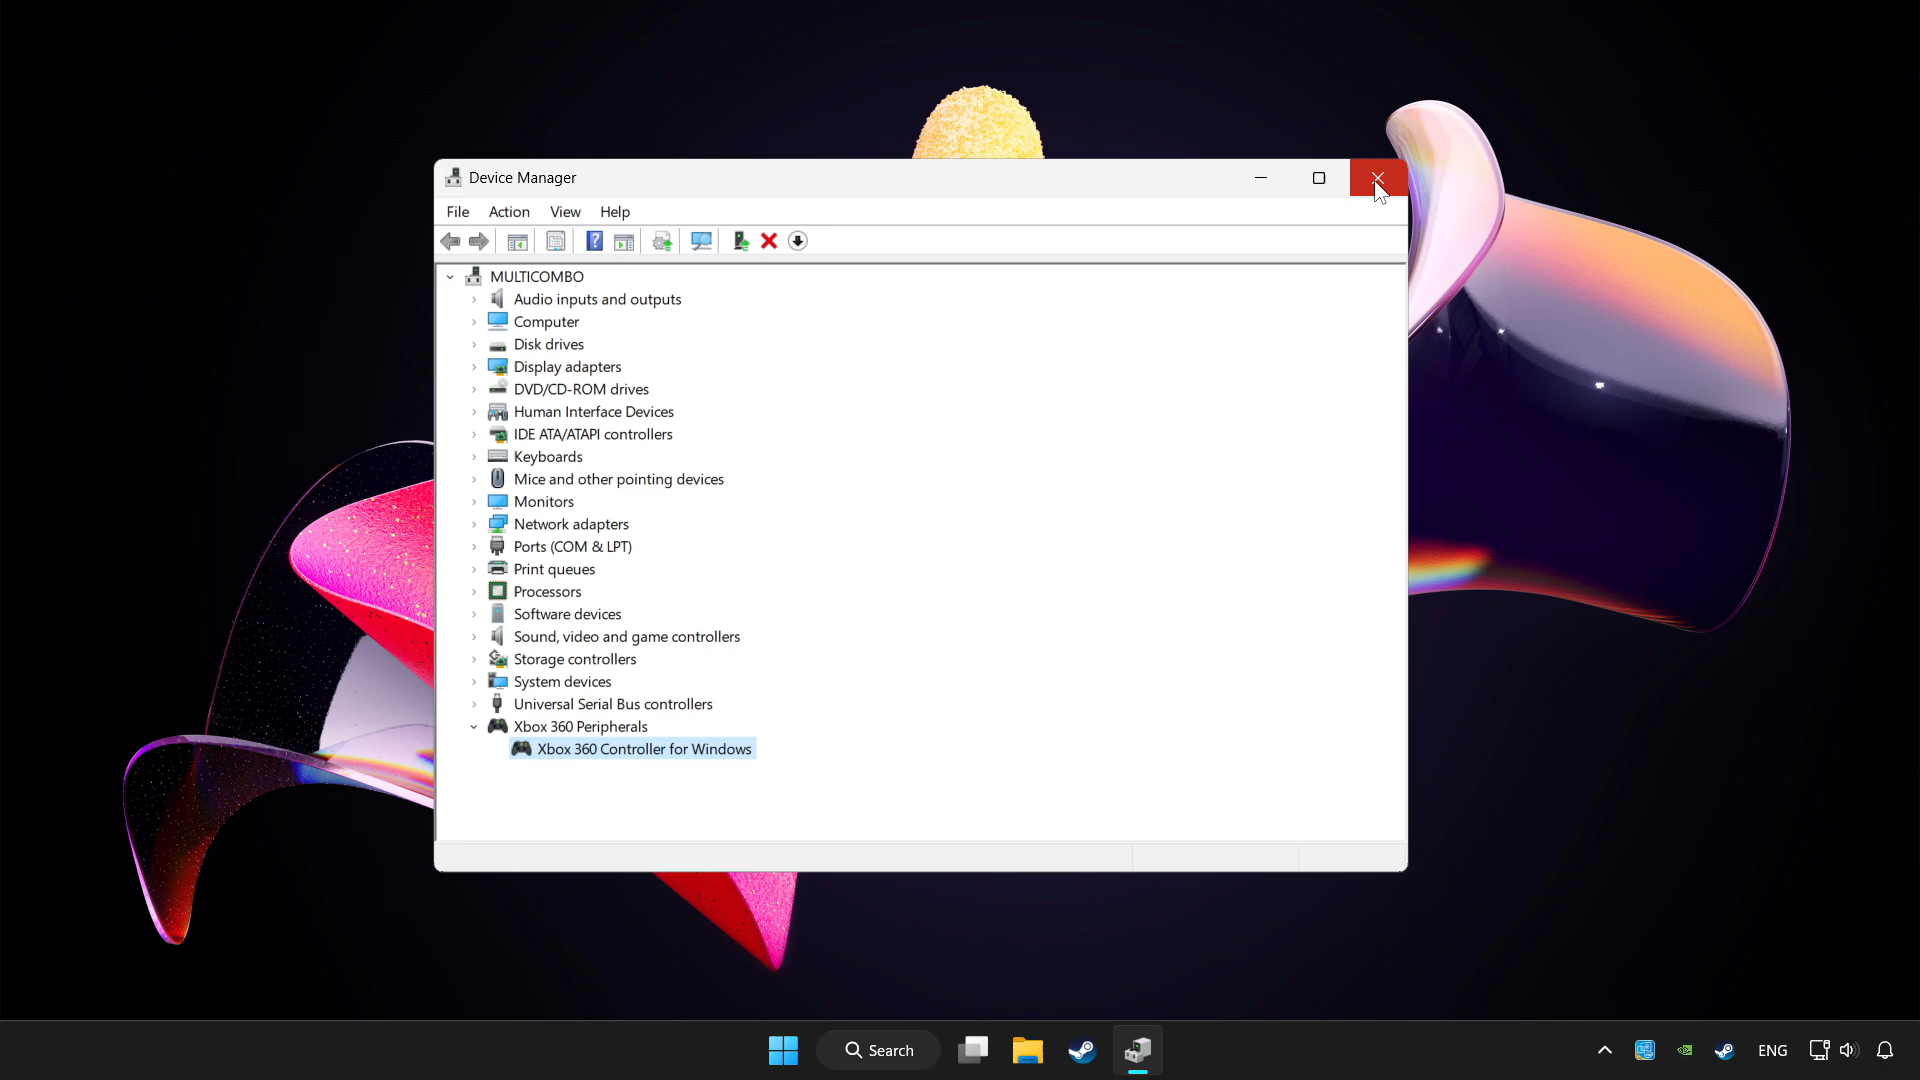 Device Manager
File Action View Help
MULTICOMBO
Audio inputs and outputs
Computer
Disk drives
Display adapters
DVD/CD-ROM drives
Human Interface Devices
IDE ATA/ATAPI controllers
Keyboards
Mice and other pointing devices
Monitors
Network adapters
Ports (COM & LPT)
Print queues
Processors
Software devices
Sound, video and game controllers
Storage controllers
System devices
Universal Serial Bus controllers
Xbox 360 Peripherals
Xbox 360 Controller for Windows
Search ENG